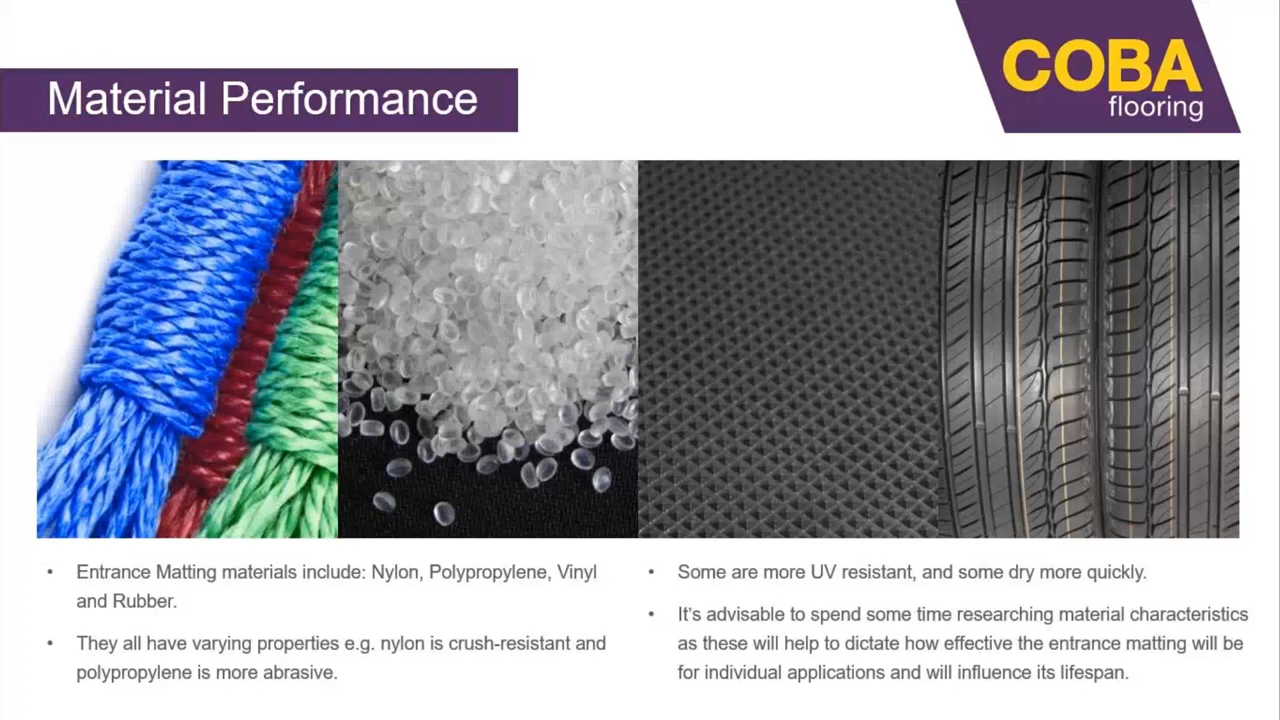 COBA
flooring
Material Performance
• Entrance Matting materials include: Nylon, Polypropylene, Vinyl
and Rubber.
• They all have varying properties e.g. nylon is crush-resistant and
polypropylene is more abrasive.
• Some are more UV resistant, and some dry more quickly.
• It’s advisable to spend some time researching material characteristics
as these will help to dictate how effective the entrance matting will be
for individual applications and will influence its lifespan.